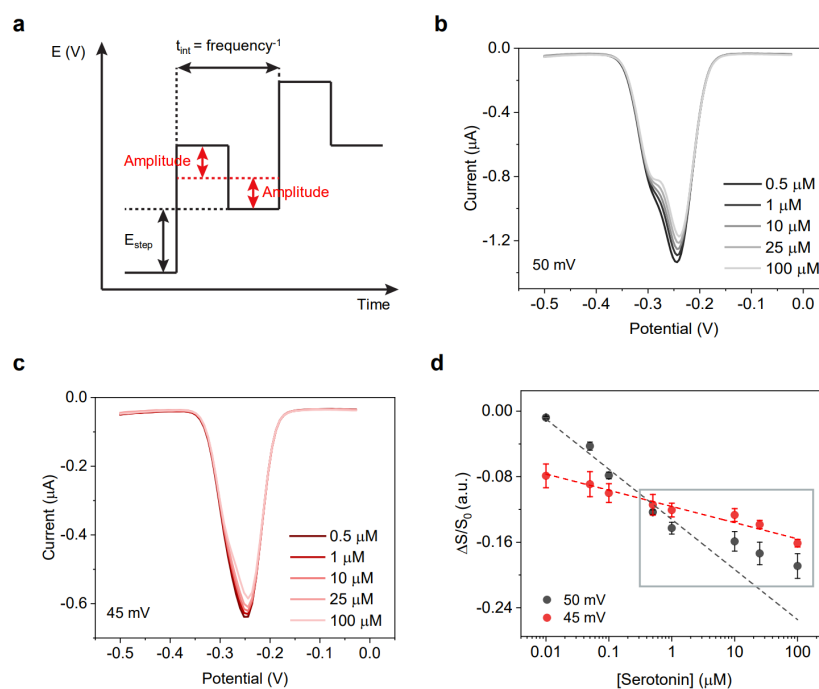 a
E (V)
t_int = frequency⁻¹
Amplitude
Amplitude
E_step
Time
b
0.0
-0.4
-0.8
-1.2
Current (μA)
0.5 μM
1 μM
10 μM
25 μM
100 μM
50 mV
-0.5 -0.4 -0.3 -0.2 -0.1 0.0
Potential (V)
c
0.0
-0.2
-0.4
-0.6
Current (μA)
0.5 μM
1 μM
10 μM
25 μM
100 μM
45 mV
-0.5 -0.4 -0.3 -0.2 -0.1 0.0
Potential (V)
d
0.00
-0.08
-0.16
-0.24
ΔS/S₀ (a.u.)
50 mV
45 mV
0.01 0.1 1 10 100
[Serotonin] (μM)